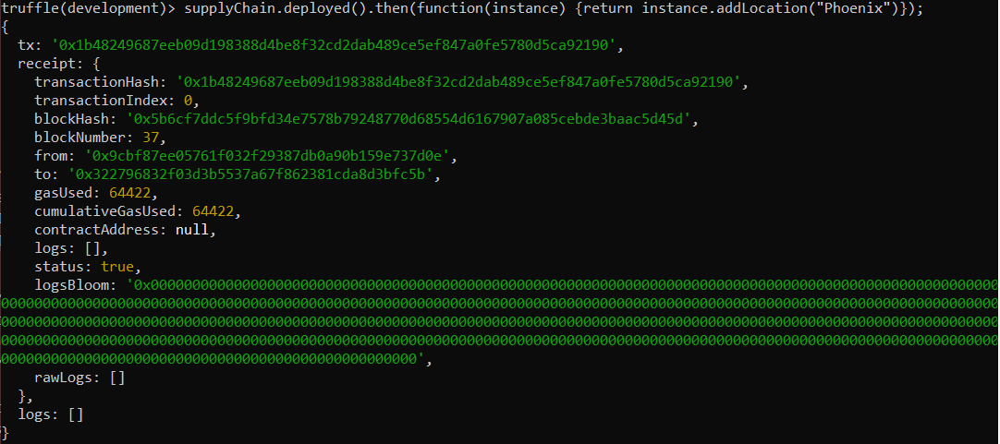 truffle(development)> supplyChain.deployed().then(function(instance) {return instance.addLocation("Phoenix")});
{
  tx: '0x1b48249687eeb09d198388d4be8f32cd2dab489ce5ef847a0fe5780d5ca92190',
  receipt: {
    transactionHash: '0x1b48249687eeb09d198388d4be8f32cd2dab489ce5ef847a0fe5780d5ca92190',
    transactionIndex: 0,
    blockHash: '0x5b6cf7ddc5f9bfd34e7578b79248770d68554d6167907a085cebde3baac5d45d',
    blockNumber: 37,
    from: '0x9cbf87ee05761f032f29387db0a90b159e737d0e',
    to: '0x322796832f03d3b5537a67f862381cda8d3bfc5b',
    gasUsed: 64422,
    cumulativeGasUsed: 64422,
    contractAddress: null,
    logs: [],
    status: true,
    logsBloom: '0x000000000000000000000000000000000000000000000000000000000000000000000000000000000000000000000000000000
000000000000000000000000000000000000000000000000000000000000000000000000000000000000000000000000000000000000000000000000
000000000000000000000000000000000000000000000000000000000000000000000000000000000000000000000000000000000000000000000000
000000000000000000000000000000000000000000000000000000000000000000000000000000000000000000000000000000000000000000000000
00000000000000000000000000000000000000000000000000',
    rawLogs: []
  },
  logs: []
}